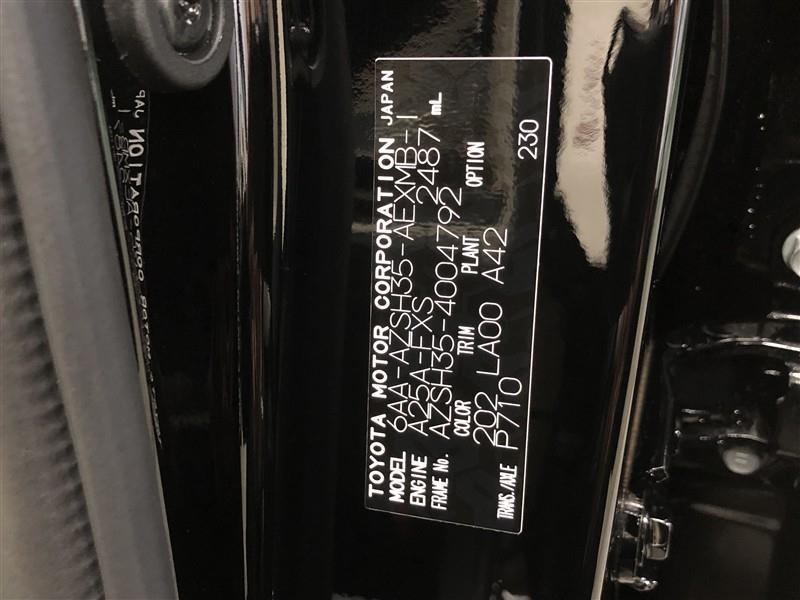 TOYOTA MOTOR CORPORATION JAPAN
MODEL 6AA-AZSH35-AEXMB-I
ENGINE A25A-FXS 2487 mL
FRAME No. AZSH35-4004792
COLOR TRIM PLANT OPTION
202 LA00 A42
TRANS./AXLE P710 230